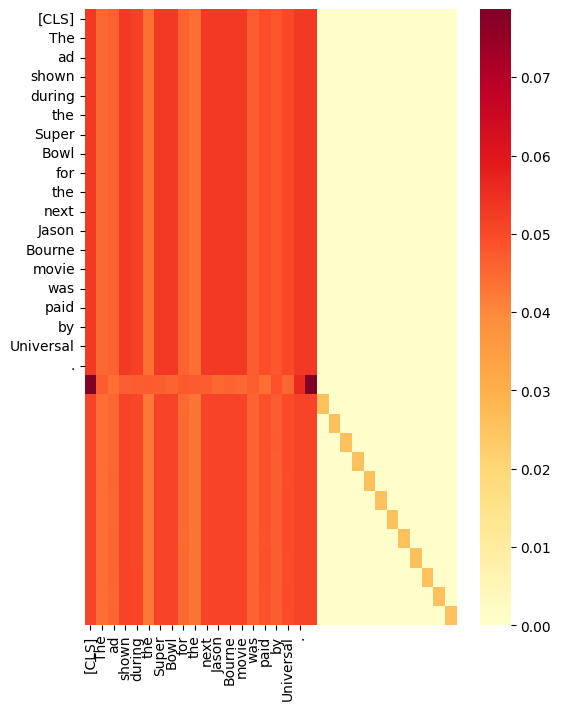 [CLS]
The
ad
shown
during
the
Super
Bowl
for
the
next
Jason
Bourne
movie
was
paid
by
Universal
.
0.07
0.06
0.05
0.04
0.03
0.02
0.01
0.00
[CLS]
The
ad
shown
during
the
Super
Bowl
for
the
next
Jason
Bourne
movie
was
paid
by
Universal
.